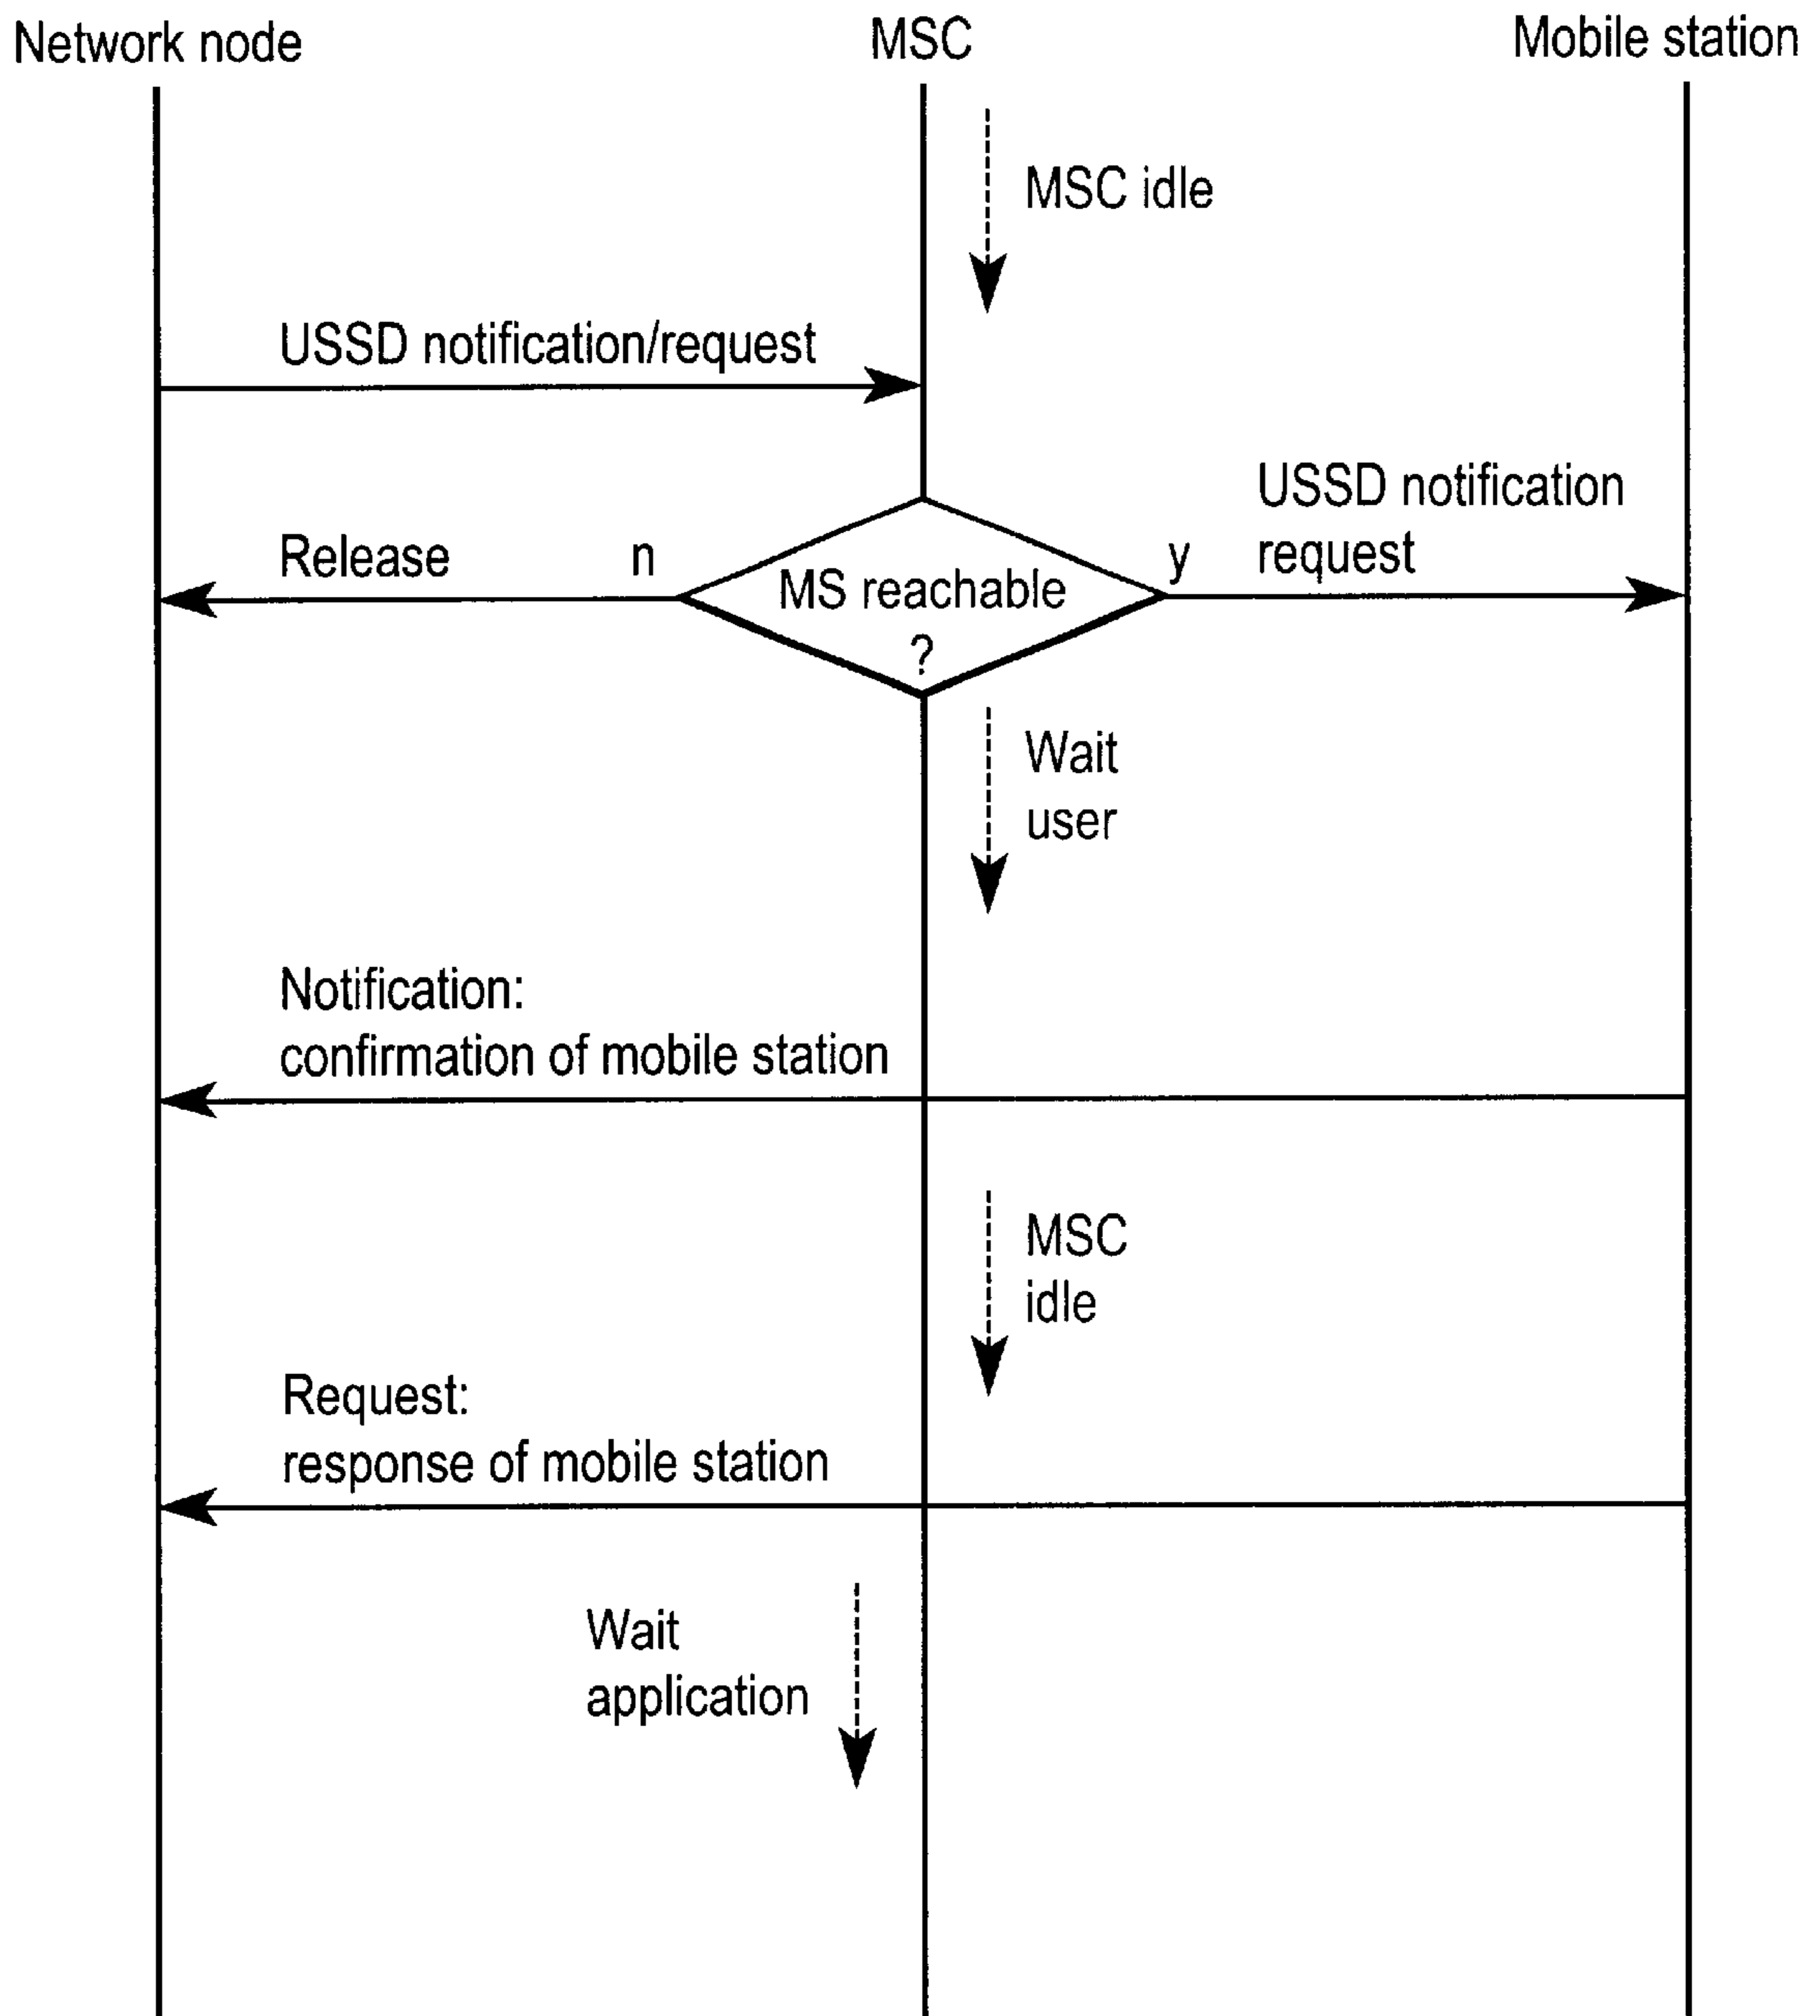 Network node
MSC
Mobile station
MSC idle
USSD notification/request
USSD notification
request
Release
n
y
MS reachable
?
Wait
user
Notification:
confirmation of mobile station
MSC
idle
Request:
response of mobile station
Wait
application